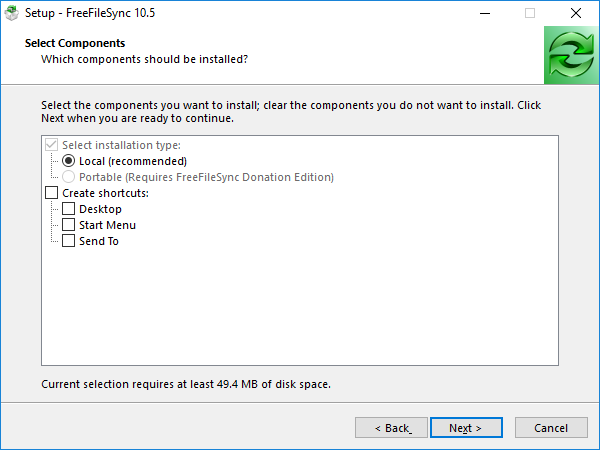 Setup - FreeFileSync 10.5
Select Components
Which components should be installed?
Select the components you want to install; clear the components you do not want to install. Click
Next when you are ready to continue.
Select installation type:
Local (recommended)
Portable (Requires FreeFileSync Donation Edition)
Create shortcuts:
Desktop
Start Menu
Send To
Current selection requires at least 49.4 MB of disk space.
< Back
Next >
Cancel